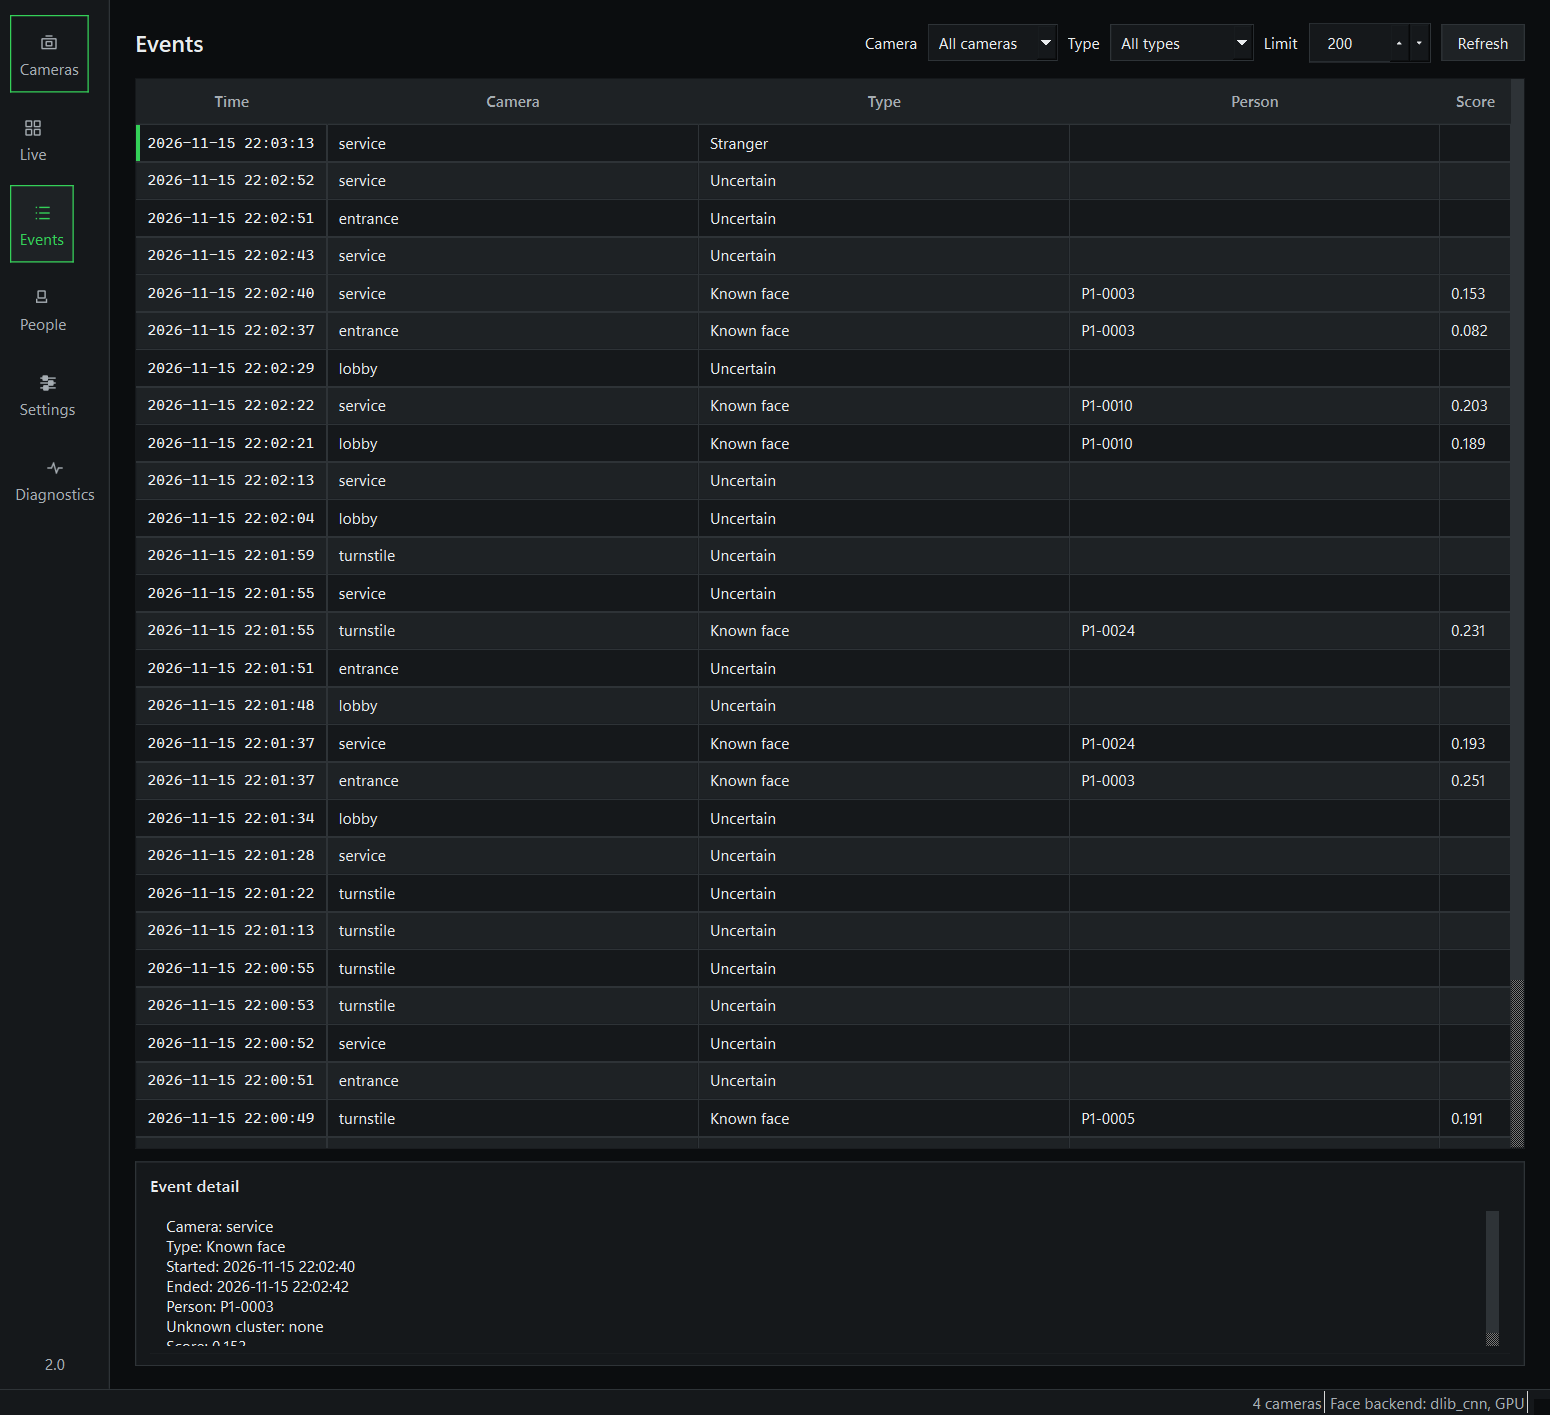 Cameras
Live
Events
People
Settings
Diagnostics
2.0
Events
Camera All cameras Type All types Limit 200 Refresh
Time Camera Type Person Score
2026-11-15 22:03:13 service Stranger
2026-11-15 22:02:52 service Uncertain
2026-11-15 22:02:51 entrance Uncertain
2026-11-15 22:02:43 service Uncertain
2026-11-15 22:02:40 service Known face P1-0003 0.153
2026-11-15 22:02:37 entrance Known face P1-0003 0.082
2026-11-15 22:02:29 lobby Uncertain
2026-11-15 22:02:22 service Known face P1-0010 0.203
2026-11-15 22:02:21 lobby Known face P1-0010 0.189
2026-11-15 22:02:13 service Uncertain
2026-11-15 22:02:04 lobby Uncertain
2026-11-15 22:01:59 turnstile Uncertain
2026-11-15 22:01:55 service Uncertain
2026-11-15 22:01:55 turnstile Known face P1-0024 0.231
2026-11-15 22:01:51 entrance Uncertain
2026-11-15 22:01:48 lobby Uncertain
2026-11-15 22:01:37 service Known face P1-0024 0.193
2026-11-15 22:01:37 entrance Known face P1-0003 0.251
2026-11-15 22:01:34 lobby Uncertain
2026-11-15 22:01:28 service Uncertain
2026-11-15 22:01:22 turnstile Uncertain
2026-11-15 22:01:13 turnstile Uncertain
2026-11-15 22:00:55 turnstile Uncertain
2026-11-15 22:00:53 turnstile Uncertain
2026-11-15 22:00:52 service Uncertain
2026-11-15 22:00:51 entrance Uncertain
2026-11-15 22:00:49 turnstile Known face P1-0005 0.191
Event detail
Camera: service
Type: Known face
Started: 2026-11-15 22:02:40
Ended: 2026-11-15 22:02:42
Person: P1-0003
Unknown cluster: none
Score: 0.153
4 cameras Face backend: dlib_cnn, GPU